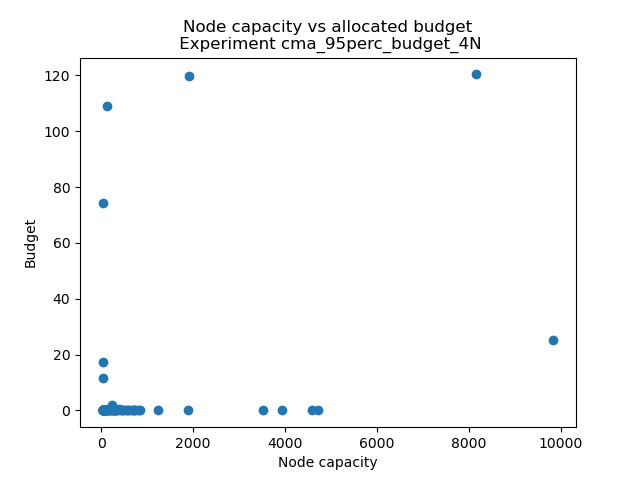 Node capacity vs allocated budget
Experiment cma_95perc_budget_4N
120
100
80
60
40
20
0
Budget
0 2000 4000 6000 8000 10000
Node capacity